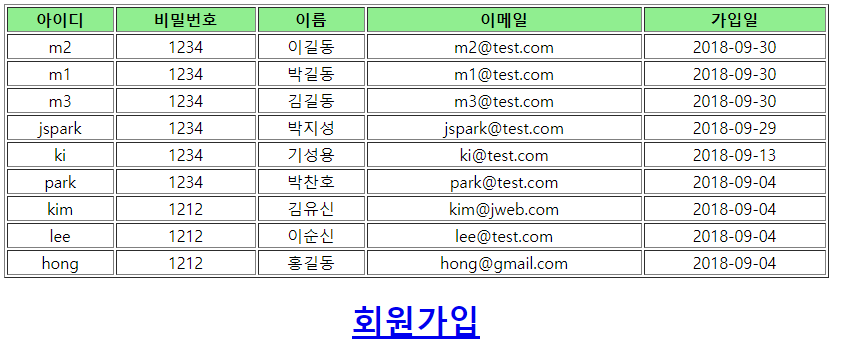 아이디 비밀번호 이름 이메일 가입일
m2 1234 이길동 m2@test.com 2018-09-30
m1 1234 박길동 m1@test.com 2018-09-30
m3 1234 김길동 m3@test.com 2018-09-30
jspark 1234 박지성 jspark@test.com 2018-09-29
ki 1234 기성용 ki@test.com 2018-09-13
park 1234 박찬호 park@test.com 2018-09-04
kim 1212 김유신 kim@jweb.com 2018-09-04
lee 1212 이순신 lee@test.com 2018-09-04
hong 1212 홍길동 hong@gmail.com 2018-09-04
회원가입